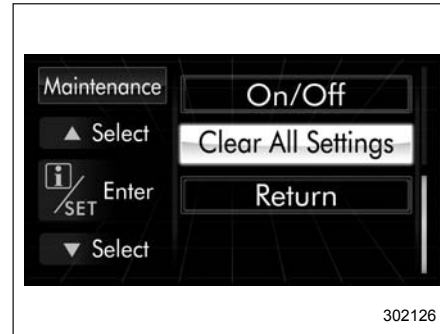 Maintenance
▲ Select
i/SET Enter
▼ Select
On/Off
Clear All Settings
Return
302126